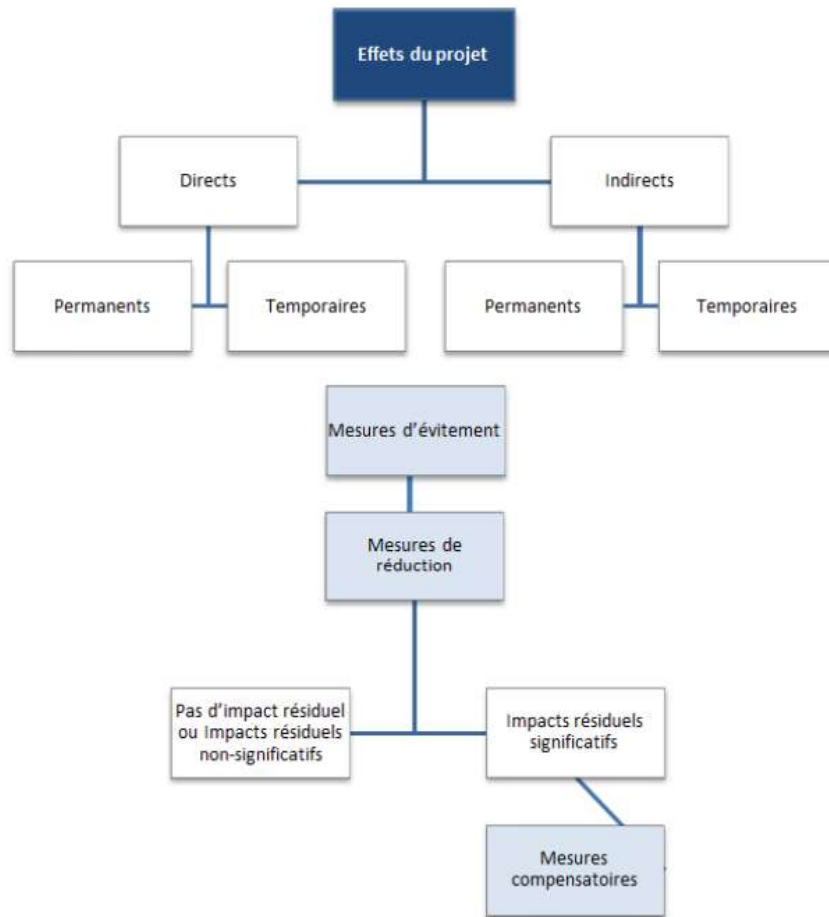 Effets du projet
Directs
Indirects
Permanents
Temporaires
Permanents
Temporaires
Mesures d'évitement
Mesures de
réduction
Pas d'impact résiduel
ou Impacts résiduels
non-significatifs
Impacts résiduels
significatifs
Mesures
compensatoires